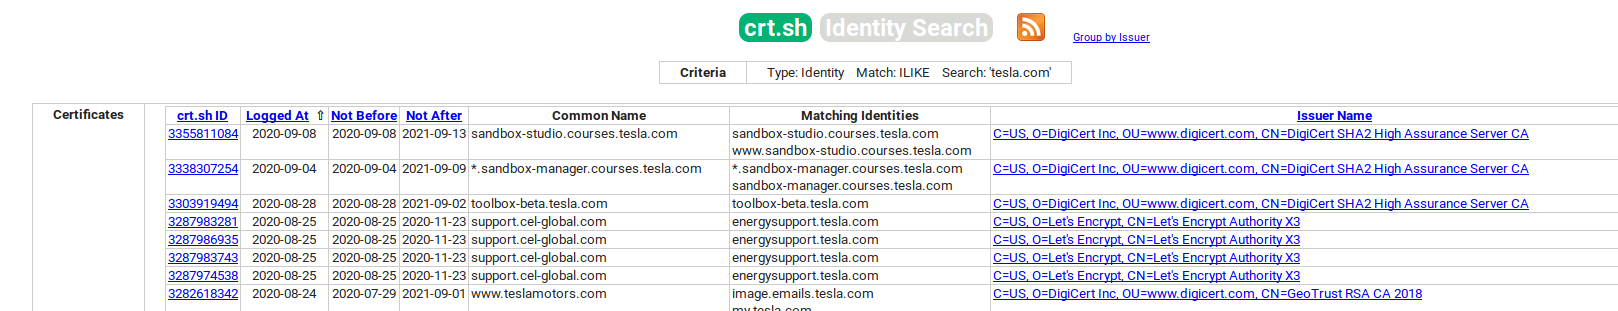 crt.sh Identity Search Group by Issuer
Criteria Type: Identity Match: ILIKE Search: 'tesla.com'
Certificates crt.sh ID Logged At ⇧ Not Before Not After Common Name Matching Identities Issuer Name
3355811084 2020-09-08 2020-09-08 2021-09-13 sandbox-studio.courses.tesla.com sandbox-studio.courses.tesla.com C=US, O=DigiCert Inc, OU=www.digicert.com, CN=DigiCert SHA2 High Assurance Server CA
www.sandbox-studio.courses.tesla.com
3338307254 2020-09-04 2020-09-04 2021-09-09 *.sandbox-manager.courses.tesla.com *.sandbox-manager.courses.tesla.com C=US, O=DigiCert Inc, OU=www.digicert.com, CN=DigiCert SHA2 High Assurance Server CA
sandbox-manager.courses.tesla.com
3303919494 2020-08-28 2020-08-28 2021-09-02 toolbox-beta.tesla.com toolbox-beta.tesla.com C=US, O=DigiCert Inc, OU=www.digicert.com, CN=DigiCert SHA2 High Assurance Server CA
3287983281 2020-08-25 2020-08-25 2020-11-23 support.cel-global.com energysupport.tesla.com C=US, O=Let's Encrypt, CN=Let's Encrypt Authority X3
3287986935 2020-08-25 2020-08-25 2020-11-23 support.cel-global.com energysupport.tesla.com C=US, O=Let's Encrypt, CN=Let's Encrypt Authority X3
3287983743 2020-08-25 2020-08-25 2020-11-23 support.cel-global.com energysupport.tesla.com C=US, O=Let's Encrypt, CN=Let's Encrypt Authority X3
3287974538 2020-08-25 2020-08-25 2020-11-23 support.cel-global.com energysupport.tesla.com C=US, O=Let's Encrypt, CN=Let's Encrypt Authority X3
3282618342 2020-08-24 2020-07-29 2021-09-01 www.teslamotors.com image.emails.tesla.com C=US, O=DigiCert Inc, OU=www.digicert.com, CN=GeoTrust RSA CA 2018
my.tesla.com